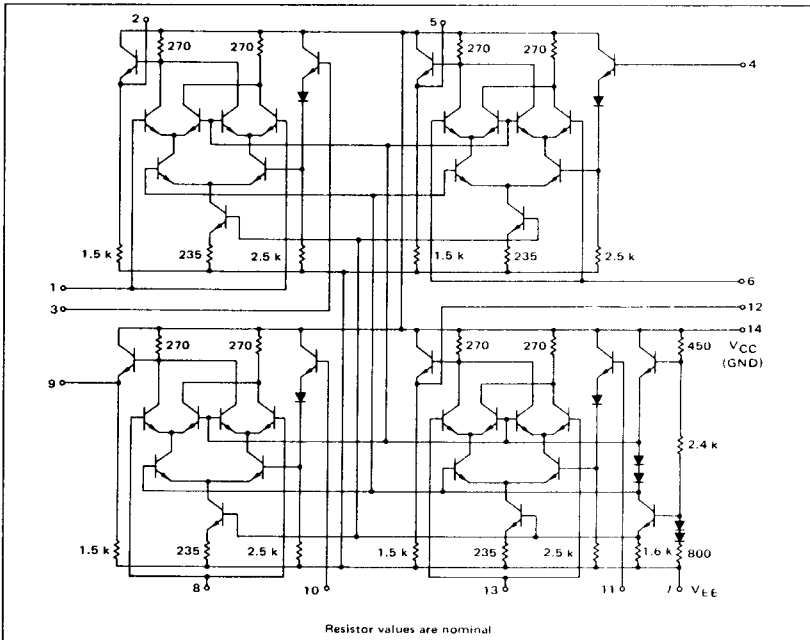 2 5
270 270 270 270
4
1.5 k 235 2.5 k 1.5 k 235 2.5 k
1 6
3 12
14
270 270 270 270 450 VCC
(GND)
9
2.4 k
1.5 k 235 2.5 k 1.5 k 235 2.5 k 1.6 k 800
8 10 13 11 7 VEE
Resistor values are nominal